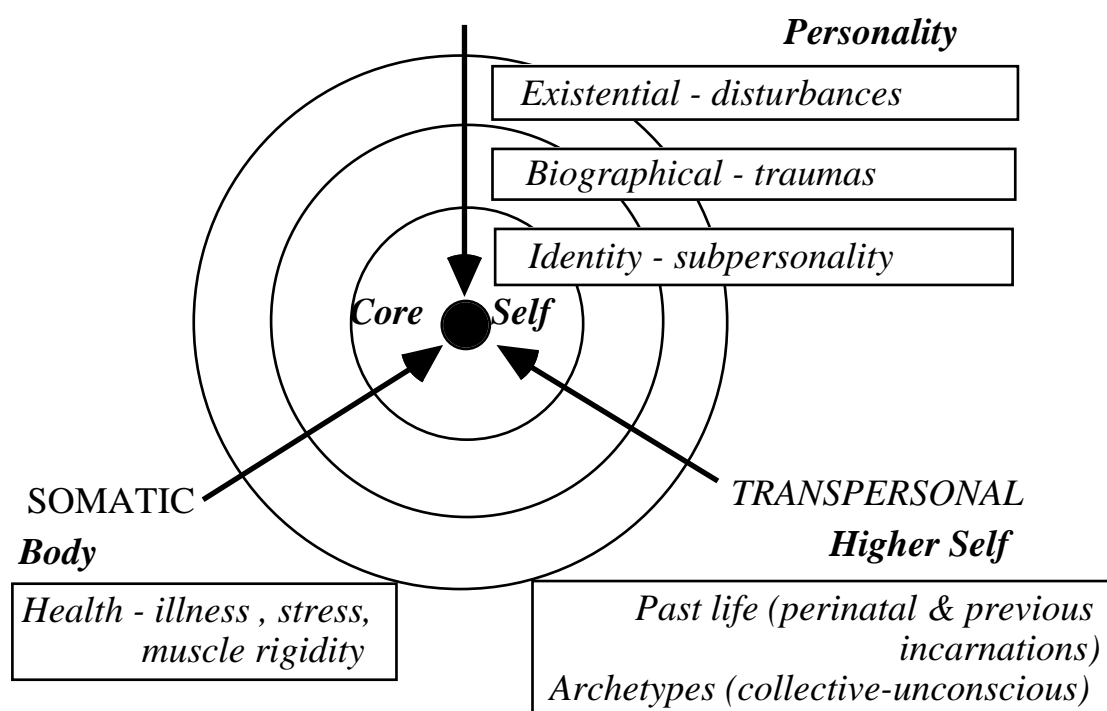 Personality
Existential - disturbances
Biographical - traumas
Identity - subpersonality
Core Self
SOMATIC
Body
Health - illness , stress,
muscle rigidity
TRANSPERSONAL
Higher Self
Past life (perinatal & previous
incarnations)
Archetypes (collective-unconscious)